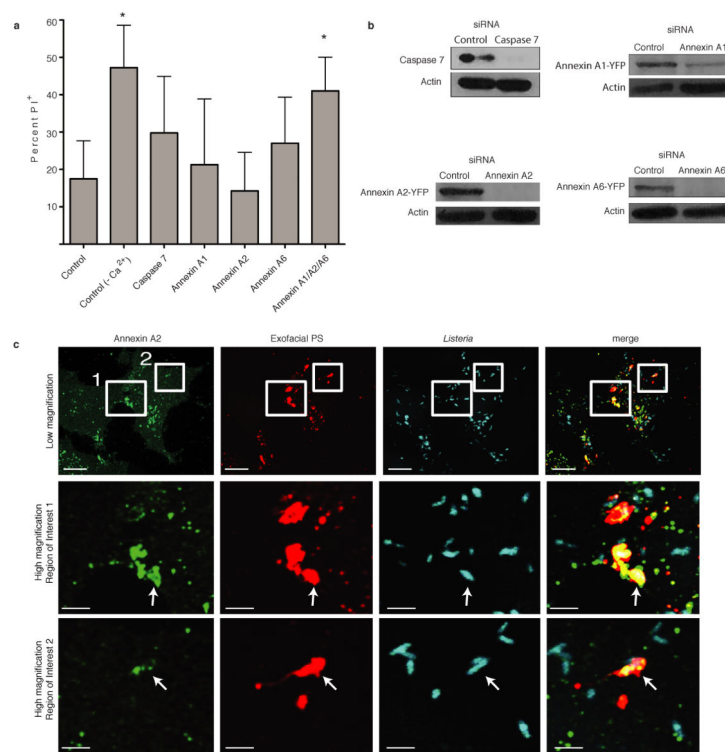 a
Percent PI+
60
50
40
30
20
10
Control
Control (- Ca 2+)
Caspase 7
Annexin A1
Annexin A2
Annexin A6
Annexin A1/A2/A6
*
*
b
siRNA
Control Caspase 7
Caspase 7
Actin
siRNA
Control Annexin A1
Annexin A1-YFP
Actin
siRNA
Control Annexin A2
Annexin A2-YFP
Actin
siRNA
Control Annexin A6
Annexin A6-YFP
Actin
c
Annexin A2
Exofacial PS
Listeria
merge
Low magnification
1
2
High magnification
Region of Interest 1
High magnification
Region of Interest 2